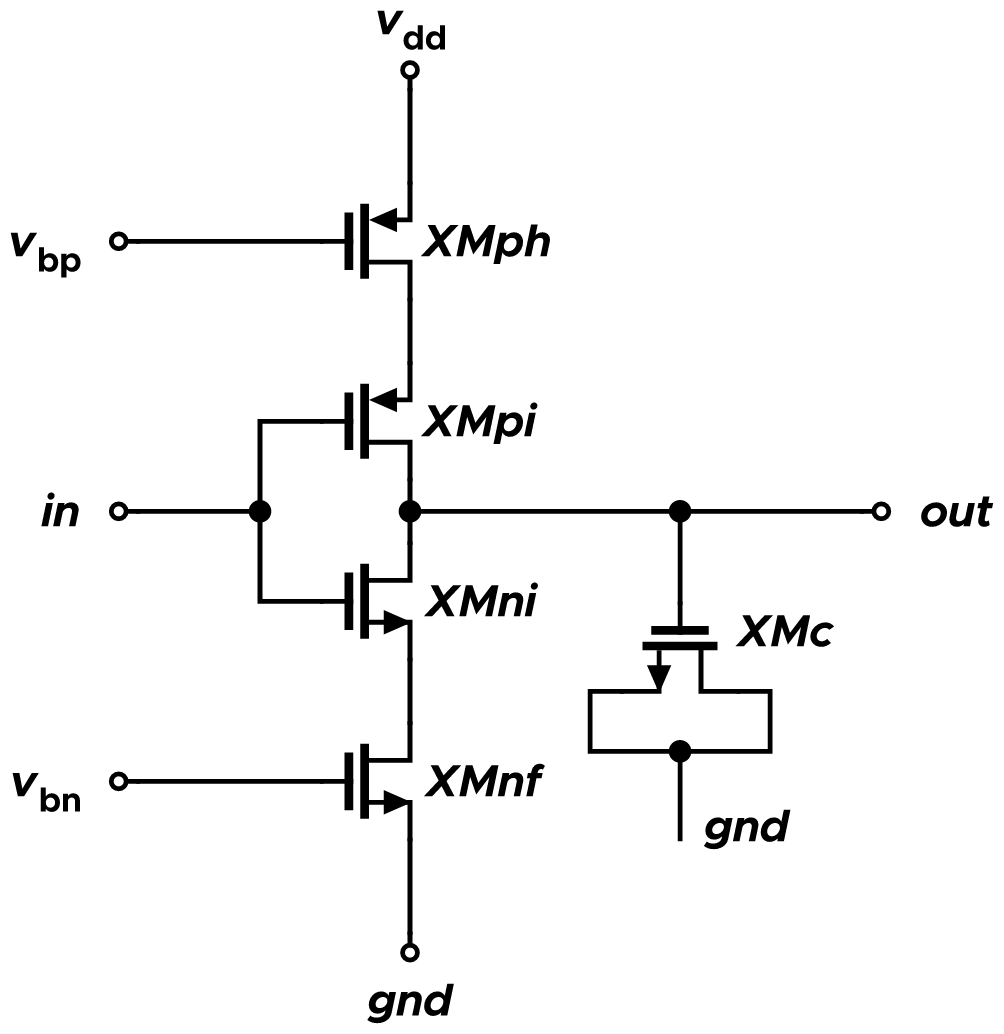 vdd
vbp
XMph
XMpi
in
out
XMni
XMc
vbn
XMnf
gnd
gnd